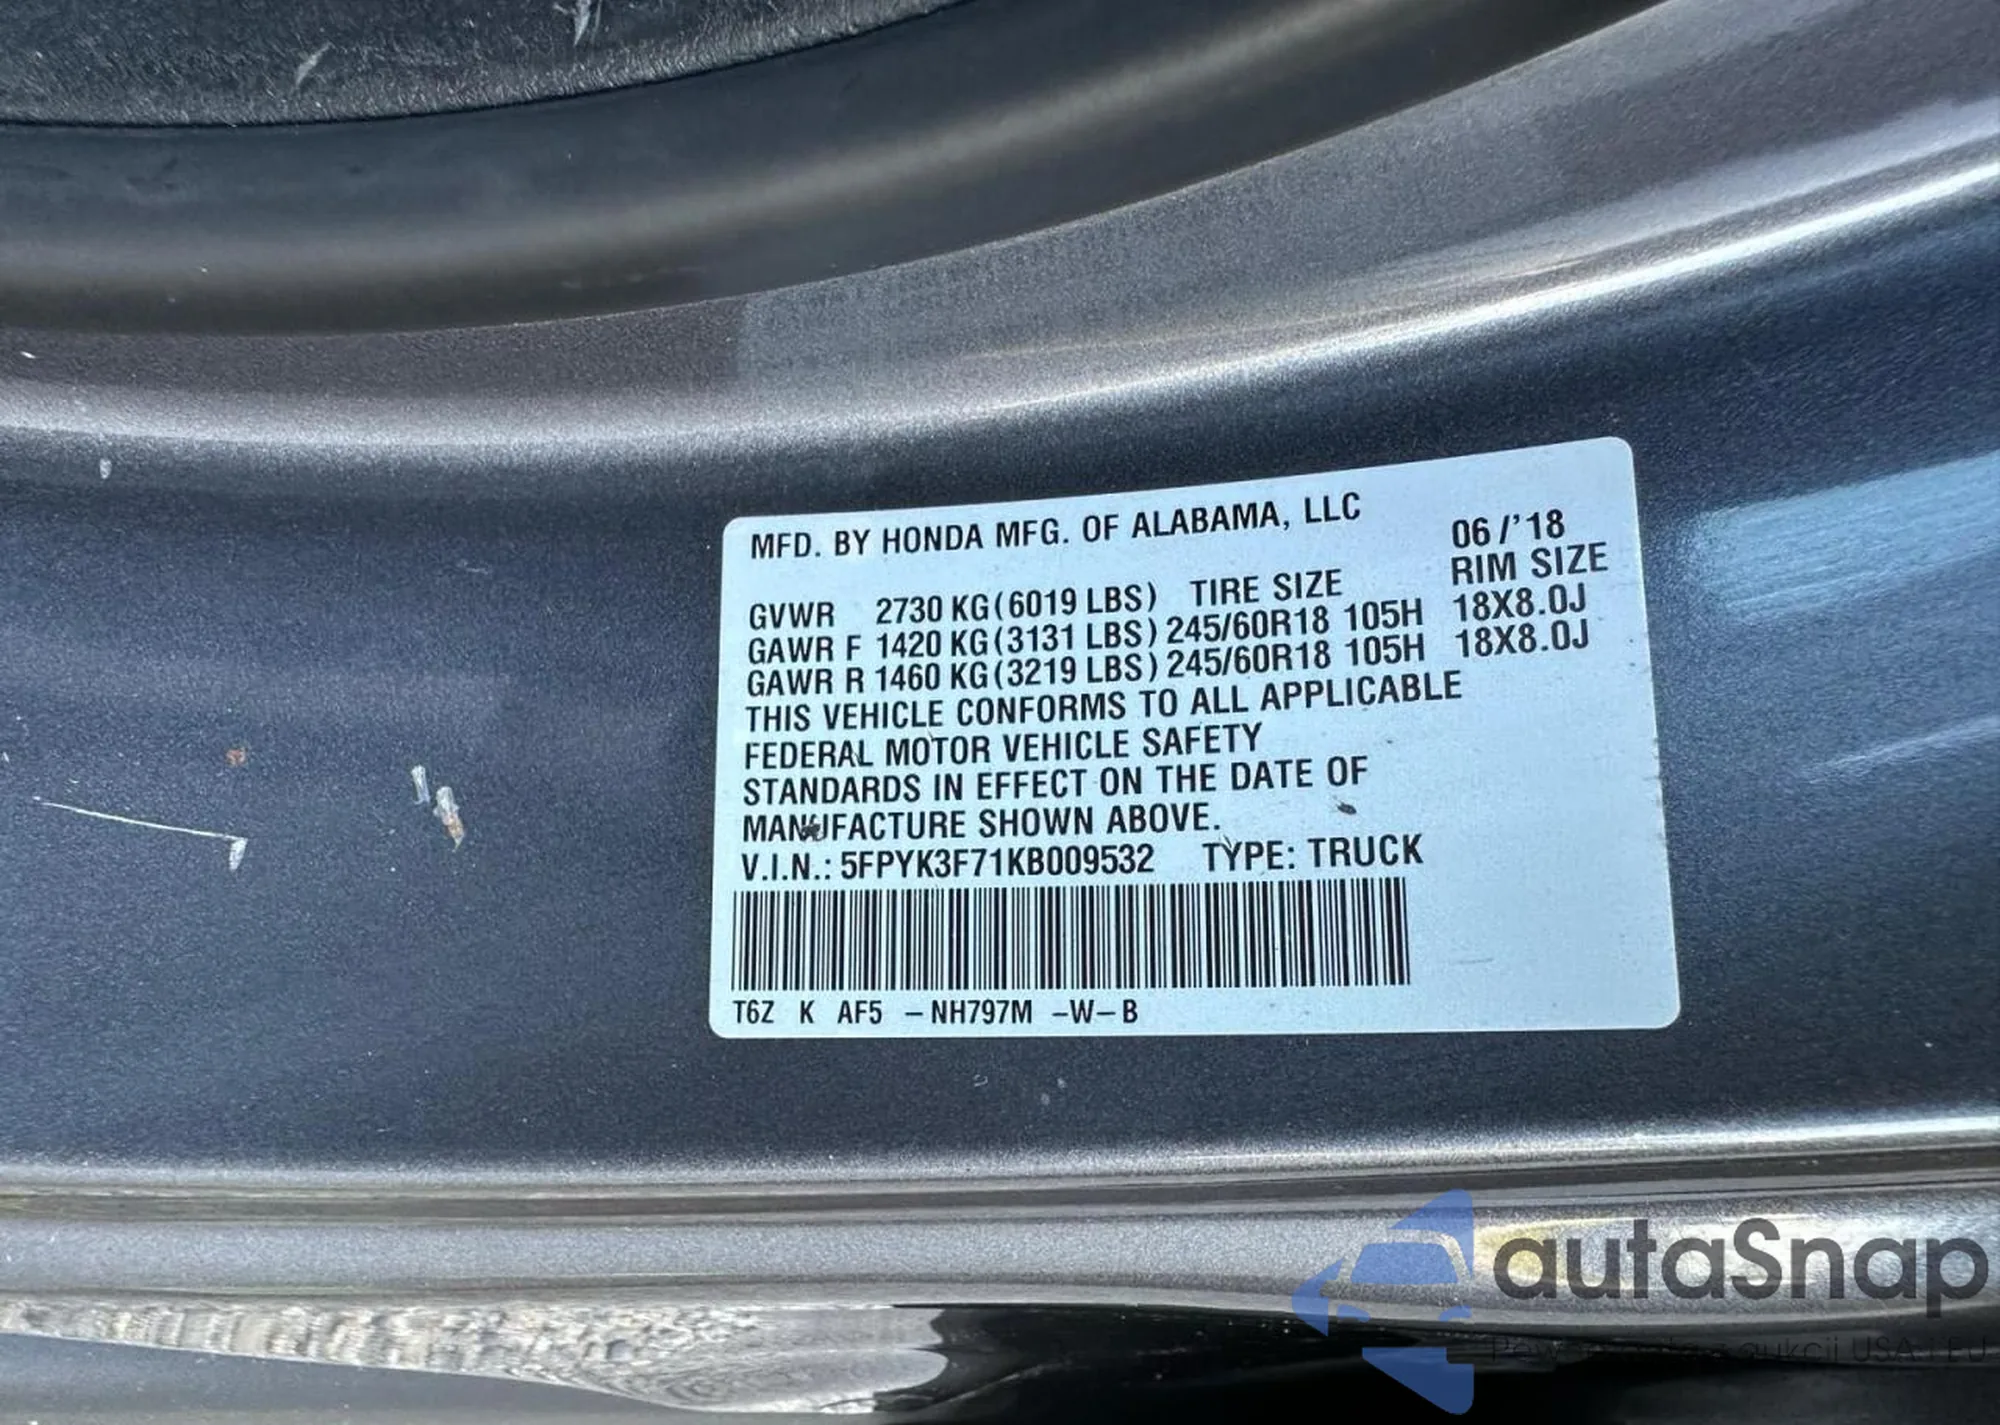 MFD. BY HONDA MFG. OF ALABAMA, LLC 06/'18
GVWR 2730 KG(6019 LBS) TIRE SIZE RIM SIZE
GAWR F 1420 KG(3131 LBS) 245/60R18 105H 18X8.0J
GAWR R 1460 KG(3219 LBS) 245/60R18 105H 18X8.0J
THIS VEHICLE CONFORMS TO ALL APPLICABLE
FEDERAL MOTOR VEHICLE SAFETY
STANDARDS IN EFFECT ON THE DATE OF
MANUFACTURE SHOWN ABOVE.
V.I.N.: 5FPYK3F71KB009532 TYPE: TRUCK
T6Z K AF5 –NH797M –W–B
autaSnap
aukcji USA i EU